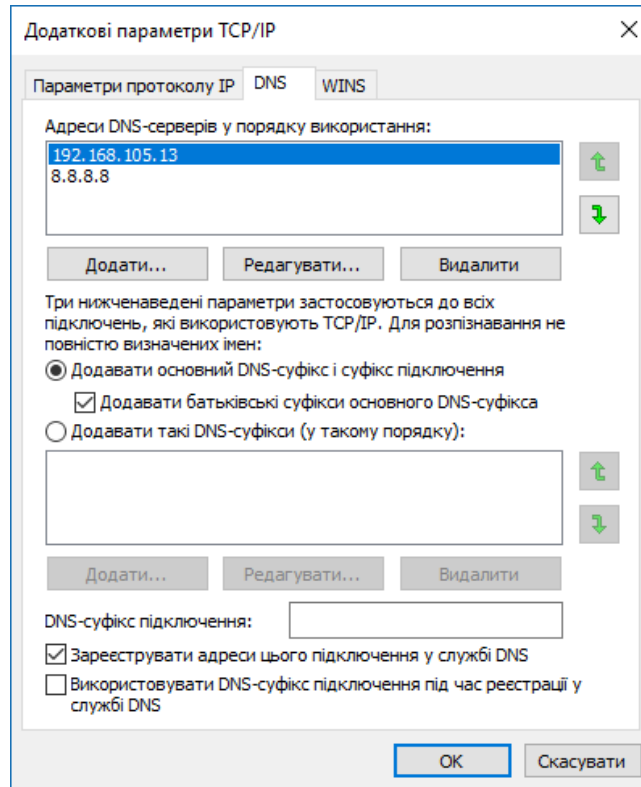 Додаткові параметри TCP/IP
Параметри протоколу IP DNS WINS
Адреси DNS-серверів у порядку використання:
192.168.105.13
8.8.8.8
Додати... Редагувати... Видалити
Три нижченаведені параметри застосовуються до всіх
підключень, які використовують TCP/IP. Для розпізнавання не
повністю визначених імен:
Додавати основний DNS-суфікс і суфікс підключення
Додавати батьківські суфікси основного DNS-суфікса
Додавати такі DNS-суфікси (у такому порядку):
Додати... Редагувати... Видалити
DNS-суфікс підключення:
Зареєструвати адреси цього підключення у службі DNS
Використовувати DNS-суфікс підключення під час реєстрації у
службі DNS
OK Скасувати